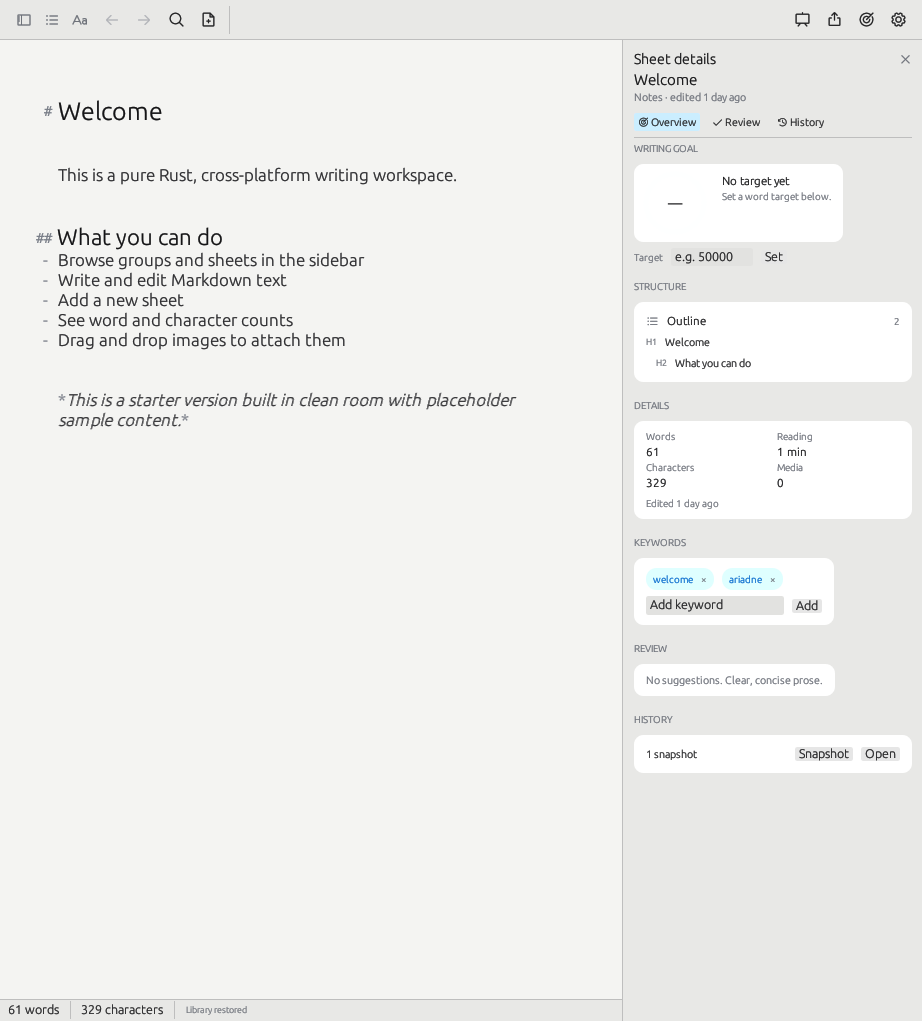 Aa
Sheet details
Welcome
Notes · edited 1 day ago
Overview Review History
# Welcome
This is a pure Rust, cross-platform writing workspace.
## What you can do
- Browse groups and sheets in the sidebar
- Write and edit Markdown text
- Add a new sheet
- See word and character counts
- Drag and drop images to attach them
*This is a starter version built in clean room with placeholder
sample content.*
WRITING GOAL
—
No target yet
Set a word target below.
Target e.g. 50000 Set
STRUCTURE
Outline 2
H1 Welcome
H2 What you can do
DETAILS
Words Reading
61 1 min
Characters Media
329 0
Edited 1 day ago
KEYWORDS
welcome × ariadne ×
Add keyword Add
REVIEW
No suggestions. Clear, concise prose.
HISTORY
1 snapshot Snapshot Open
61 words 329 characters Library restored